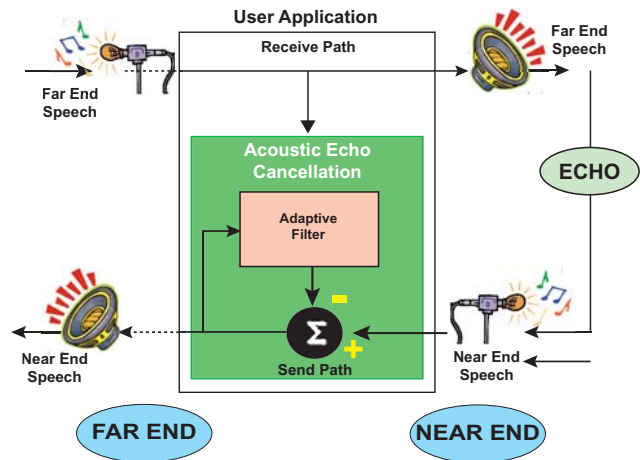 User Application
Receive Path
Far End
Speech
Far End
Speech
Acoustic Echo
Cancellation
ECHO
Adaptive
Filter
−
Σ
+
Near End
Speech
Send Path
Near End
Speech
FAR END
NEAR END